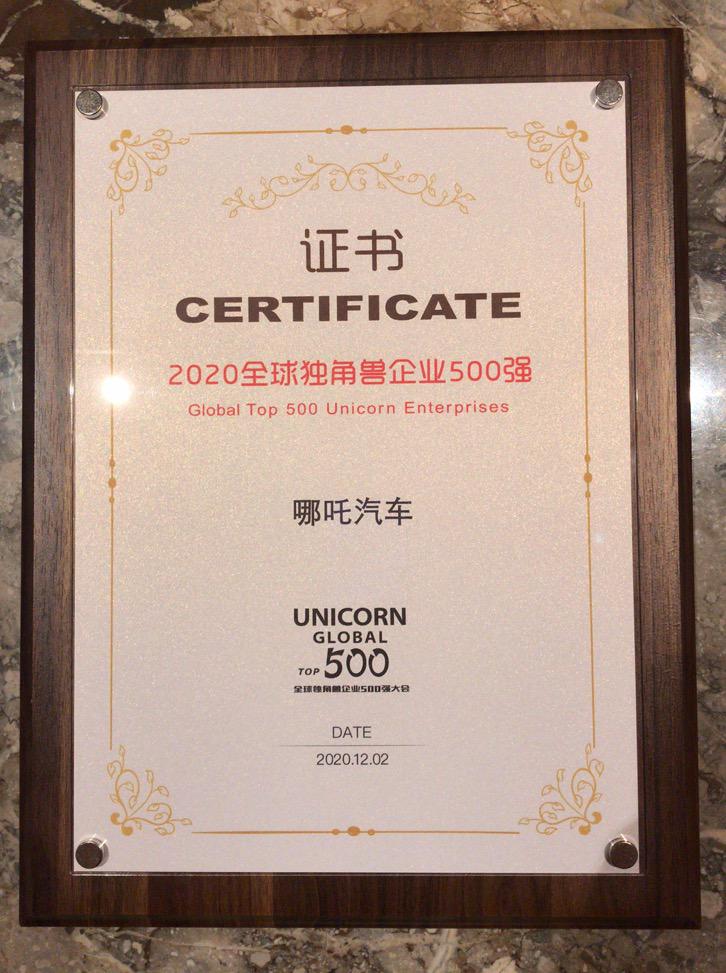 证书
CERTIFICATE
2020全球独角兽企业500强
Global Top 500 Unicorn Enterprises
哪吒汽车
UNICORN
GLOBAL
TOP 500
全球独角兽企业500强大会
DATE
2020.12.02